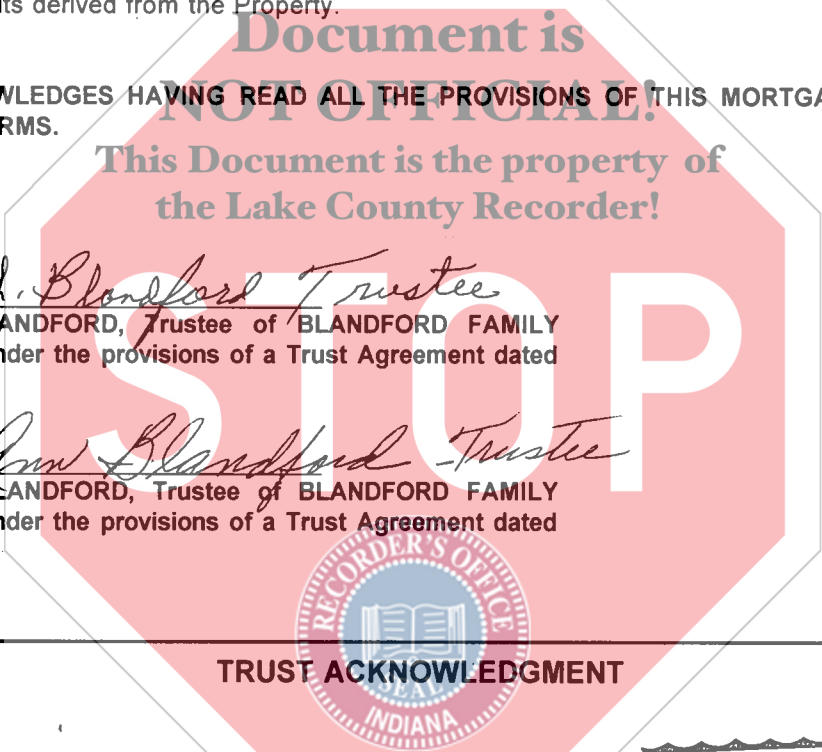 ts derived from the Property.
Document is
WLEDGES HAVING READ ALL THE PROVISIONS OF THIS MORTGA
NOT OFFICIAL!
RMS.
This Document is the property of
the Lake County Recorder!
STOP
. Blandford Trustee
ANDFORD, Trustee of BLANDFORD FAMILY
nder the provisions of a Trust Agreement dated
Ann Blandford - Trustee
ANDFORD, Trustee of BLANDFORD FAMILY
nder the provisions of a Trust Agreement dated
RECORDER'S OFFICE
SEAL
INDIANA
TRUST ACKNOWLEDGMENT